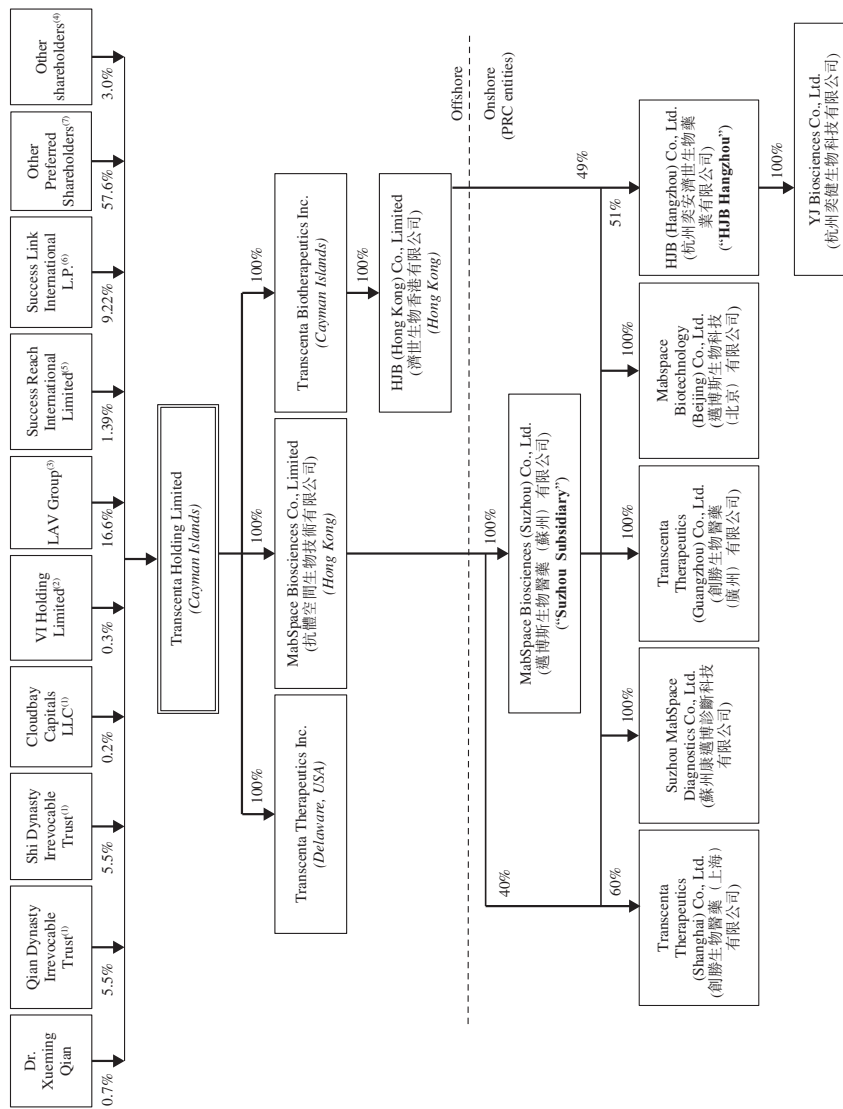 Dr.
Xueming
Qian
Qian Dynasty
Irrevocable
Trust(1)
Shi Dynasty
Irrevocable
Trust(1)
Cloudbay
Capitals
LLC(1)
VI Holding
Limited(2)
LAV Group(3)
Success Reach
International
Limited(5)
Success Link
International
L.P.(6)
Other
Preferred
Shareholders(7)
Other
shareholders(4)
0.7%
5.5%
5.5%
0.2%
0.3%
16.6%
1.39%
9.22%
57.6%
3.0%
Transcenta Holding Limited
(Cayman Islands)
100%
100%
100%
Transcenta Therapeutics Inc.
(Delaware, USA)
MabSpace Biosciences Co., Limited
(抗體空間生物技術有限公司)
(Hong Kong)
Transcenta Biotherapeutics Inc.
(Cayman Islands)
100%
HJB (Hong Kong) Co., Limited
(濟世生物香港有限公司)
(Hong Kong)
Offshore
Onshore
(PRC entities)
40%
100%
MabSpace Biosciences (Suzhou) Co., Ltd.
(邁博斯生物醫藥（蘇州）有限公司)
(“Suzhou Subsidiary”)
49%
60%
100%
100%
100%
51%
Transcenta
Therapeutics
(Shanghai) Co., Ltd.
(創勝生物醫藥（上海）
有限公司)
Suzhou MabSpace
Diagnostics Co., Ltd.
(蘇州康邁博診斷科技
有限公司)
Transcenta
Therapeutics
(Guangzhou) Co., Ltd.
(創勝生物醫藥
（廣州）有限公司)
Mabspace
Biotechnology
(Beijing) Co., Ltd.
(邁博斯生物科技
（北京）有限公司)
HJB (Hangzhou) Co., Ltd.
(杭州奕安濟世生物藥
業有限公司)
(“HJB Hangzhou”)
100%
YJ Biosciences Co., Ltd.
(杭州奕健生物科技有限公司)